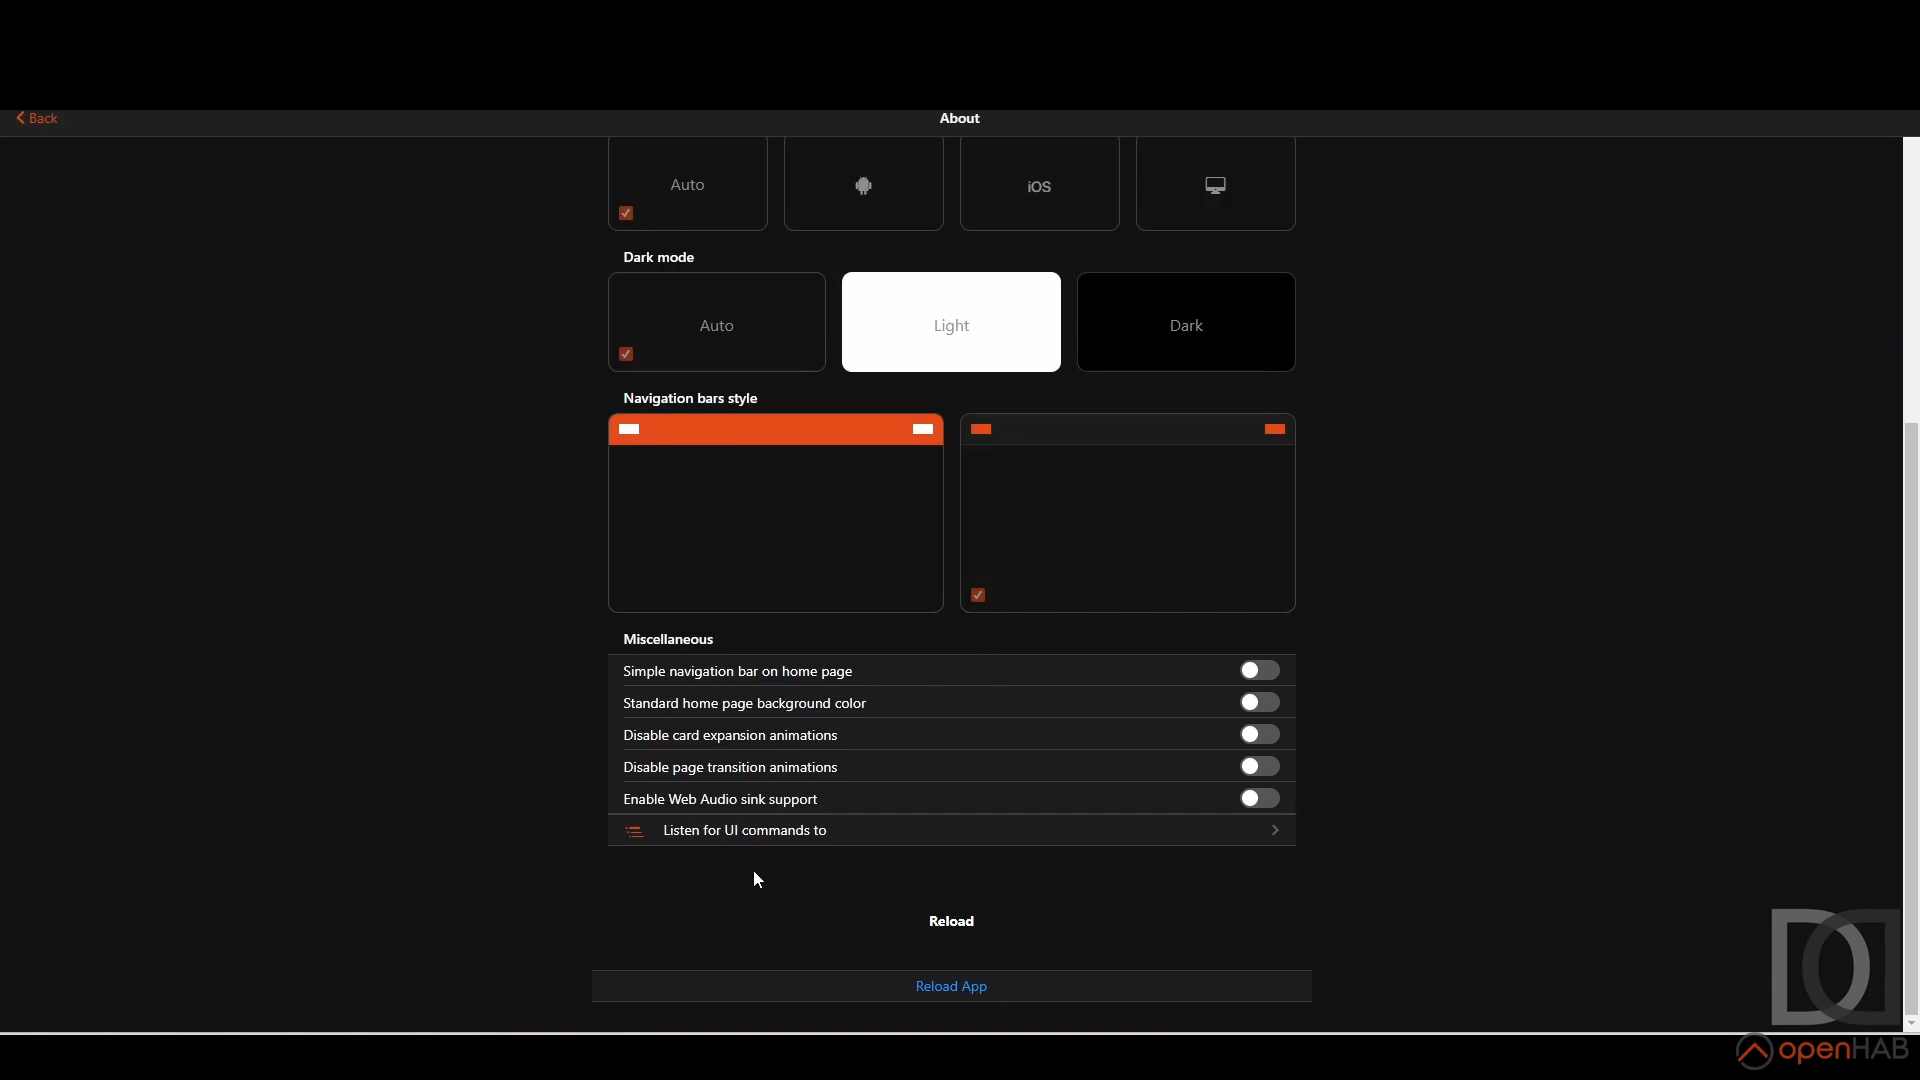 Back
About
Auto
iOS
Dark mode
Auto
Light
Dark
Navigation bars style
Miscellaneous
Simple navigation bar on home page
Standard home page background color
Disable card expansion animations
Disable page transition animations
Enable Web Audio sink support
Listen for UI commands to
Reload
Reload App
openHAB